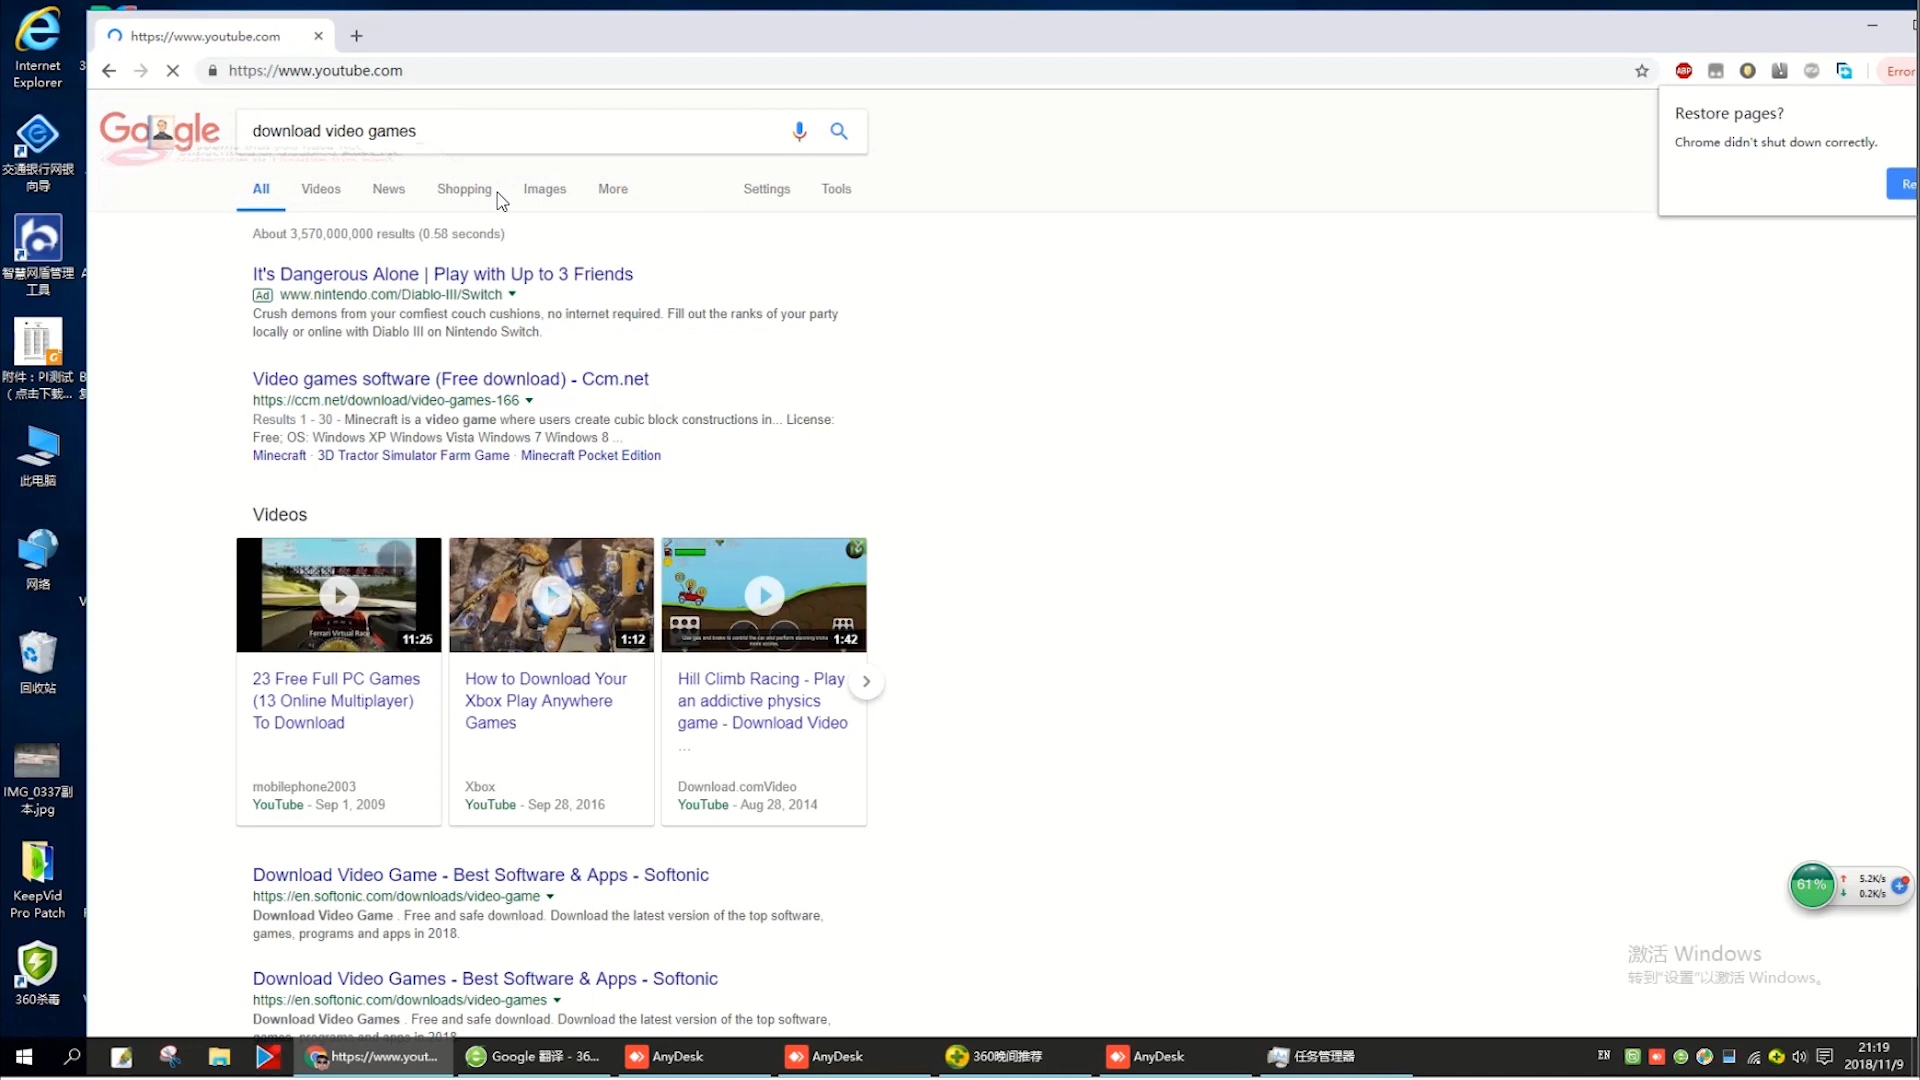 https://www.youtube.com
https://www.youtube.com
ABP
Error
Restore pages?
Chrome didn't shut down correctly.
Re
Google
download video games
All
Videos
News
Shopping
Images
More
Settings
Tools
About 3,570,000,000 results (0.58 seconds)
It's Dangerous Alone | Play with Up to 3 Friends
Ad www.nintendo.com/Diablo-III/Switch
Crush demons from your comfiest couch cushions, no internet required. Fill out the ranks of your party
locally or online with Diablo III on Nintendo Switch.
Video games software (Free download) - Ccm.net
https://ccm.net/download/video-games-166
Results 1 - 30 - Minecraft is a video game where users create cubic block constructions in... License:
Free; OS: Windows XP Windows Vista Windows 7 Windows 8 ...
Minecraft · 3D Tractor Simulator Farm Game · Minecraft Pocket Edition
Videos
Ferrari Virtual Race
11:25
1:12
1:42
23 Free Full PC Games
(13 Online Multiplayer)
To Download
mobilephone2003
YouTube - Sep 1, 2009
How to Download Your
Xbox Play Anywhere
Games
Xbox
YouTube - Sep 28, 2016
Hill Climb Racing - Play
an addictive physics
game - Download Video
...
Download.comVideo
YouTube - Aug 28, 2014
Download Video Game - Best Software & Apps - Softonic
https://en.softonic.com/downloads/video-game
Download Video Game . Free and safe download. Download the latest version of the top software,
games, programs and apps in 2018.
Download Video Games - Best Software & Apps - Softonic
https://en.softonic.com/downloads/video-games
Download Video Games . Free and safe download. Download the latest version of the top software,
games, programs and apps in 2018.
Internet
Explorer
交通银行网银
向导
智慧网盾管理
工具
附件：PI测试
（点击下载...
此电脑
网络
回收站
IMG_0337副
本.jpg
KeepVid
Pro Patch
360杀毒
61%
5.2K/s
0.2K/s
激活 Windows
转到"设置"以激活 Windows。
https://www.yout...
Google 翻译 - 36...
AnyDesk
AnyDesk
360晚间推荐
AnyDesk
任务管理器
EN
21:19
2018/11/9